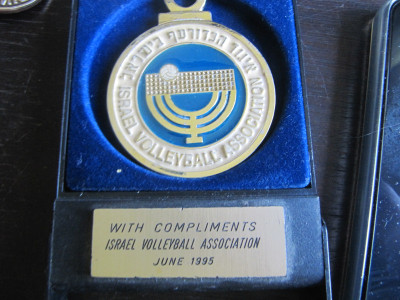 איגוד הכדורעף בישראל
ISRAEL VOLLEYBALL ASSOCIATION
WITH COMPLIMENTS
ISRAEL VOLLEYBALL ASSOCIATION
JUNE 1995